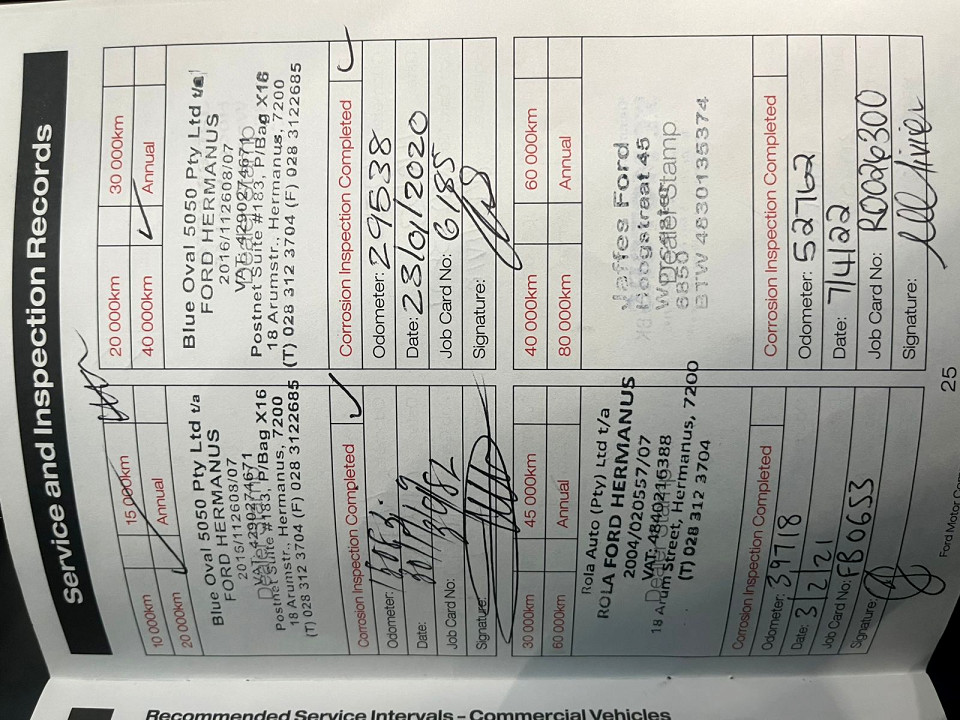 Service and Inspection Records
10 000km
15 000km
20 000km
Annual
Blue Oval 5050 Pty Ltd t/a
FORD HERMANUS
2016/112608/07
VAT:4290274671
Postnet Suite #183, P/Bag X16
18 Arumstr., Hermanus, 7200
(T) 028 312 3704 (F) 028 3122685
Corrosion Inspection Completed
Odometer:
Date:
Job Card No:
Signature:
20 000km
30 000km
40 000km
Annual
Blue Oval 5050 Pty Ltd t/a
FORD HERMANUS
2016/112608/07
VAT:4290274671
Postnet Suite #183, P/Bag X16
18 Arumstr., Hermanus, 7200
(T) 028 312 3704 (F) 028 3122685
Corrosion Inspection Completed
Odometer: 29538
Date: 23/01/2020
Job Card No: 6185
Signature:
30 000km
45 000km
60 000km
Annual
Rola Auto (Pty) Ltd t/a
ROLA FORD HERMANUS
2004/020557/07
VAT:4840216388
Dealer Stamp
18 Arum Street, Hermanus, 7200
(T) 028 312 3704
Corrosion Inspection Completed
Odometer: 39718
Date: 3/2/21
Job Card No: FB0653
Signature:
40 000km
60 000km
80 000km
Annual
Ford
Dealer Stamp
6850
BTW 4830135374
Corrosion Inspection Completed
Odometer: 52762
Date: 7/4/22
Job Card No: R0026300
Signature:
25
Recommended Service Intervals – Commercial Vehicles